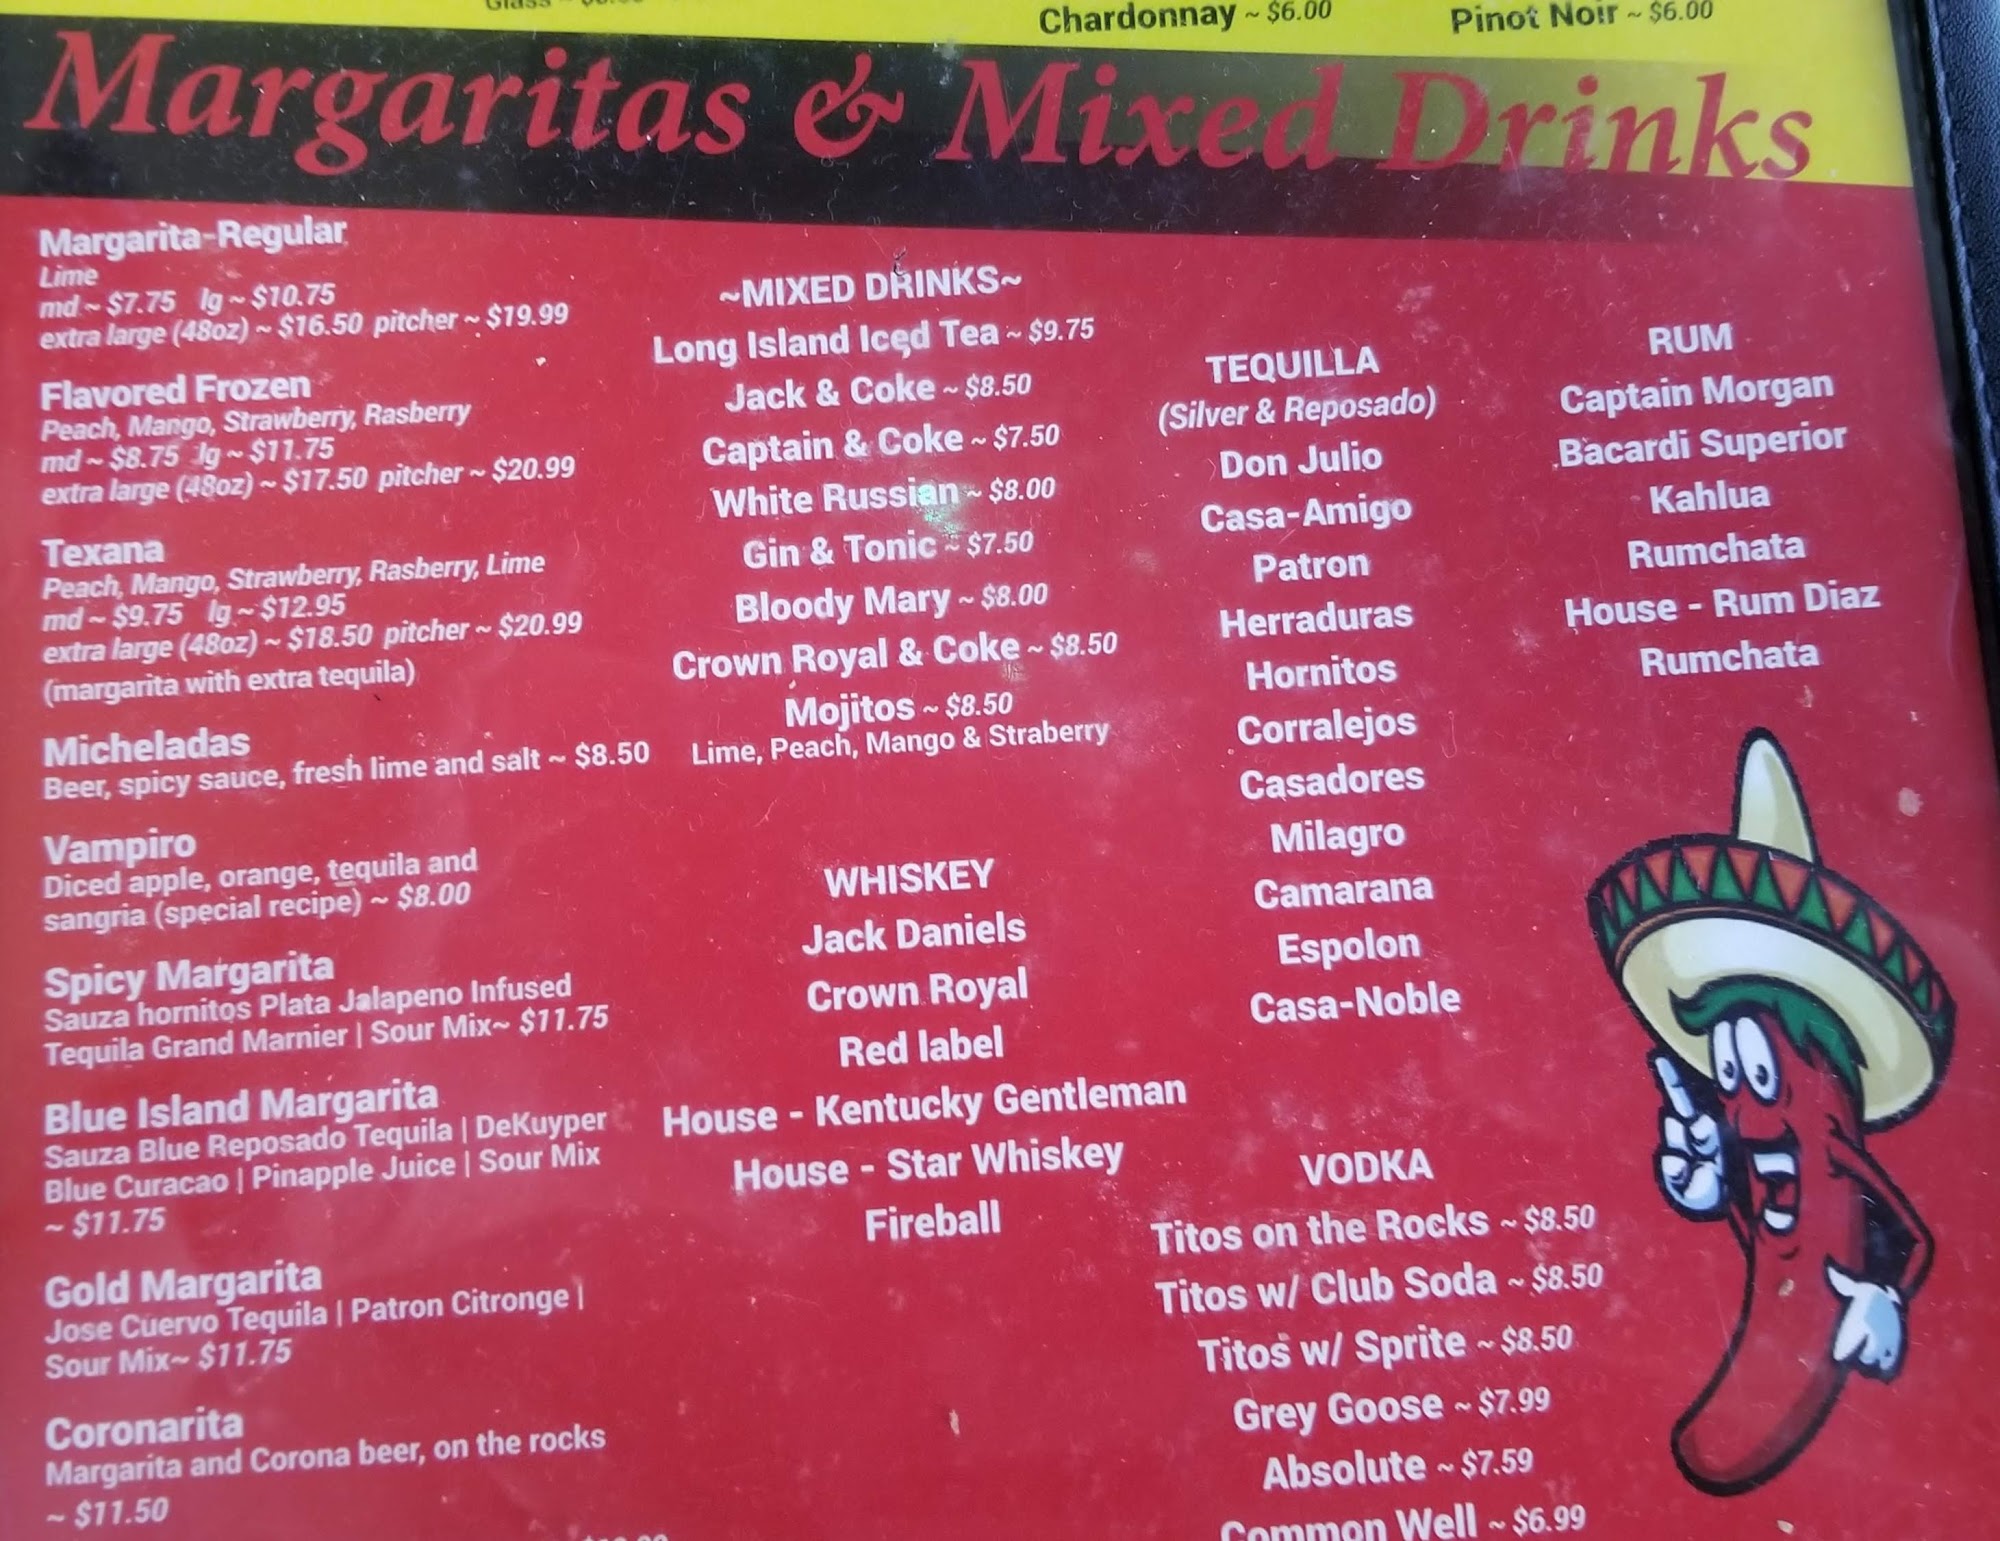 Glass ~
Chardonnay ~ $6.00
Pinot Noir ~ $6.00
Margaritas & Mixed Drinks
Margarita-Regular
Lime
md ~ $7.75 lg ~ $10.75
extra large (48oz) ~ $16.50 pitcher ~ $19.99
Flavored Frozen
Peach, Mango, Strawberry, Rasberry
md ~ $8.75 lg ~ $11.75
extra large (48oz) ~ $17.50 pitcher ~ $20.99
Texana
Peach, Mango, Strawberry, Rasberry, Lime
md ~ $9.75 lg ~ $12.95
extra large (48oz) ~ $18.50 pitcher ~ $20.99
(margarita with extra tequila)
Micheladas
Beer, spicy sauce, fresh lime and salt ~ $8.50
Vampiro
Diced apple, orange, tequila and
sangria (special recipe) ~ $8.00
Spicy Margarita
Sauza hornitos Plata Jalapeno Infused
Tequila Grand Marnier | Sour Mix~ $11.75
Blue Island Margarita
Sauza Blue Reposado Tequila | DeKuyper
Blue Curacao | Pinapple Juice | Sour Mix
~ $11.75
Gold Margarita
Jose Cuervo Tequila | Patron Citronge |
Sour Mix~ $11.75
Coronarita
Margarita and Corona beer, on the rocks
~ $11.50
~MIXED DRINKS~
Long Island Iced Tea ~ $9.75
Jack & Coke ~ $8.50
Captain & Coke ~ $7.50
White Russian ~ $8.00
Gin & Tonic ~ $7.50
Bloody Mary ~ $8.00
Crown Royal & Coke ~ $8.50
Mojitos ~ $8.50
Lime, Peach, Mango & Straberry
WHISKEY
Jack Daniels
Crown Royal
Red label
House - Kentucky Gentleman
House - Star Whiskey
Fireball
TEQUILLA
(Silver & Reposado)
Don Julio
Casa-Amigo
Patron
Herraduras
Hornitos
Corralejos
Casadores
Milagro
Camarana
Espolon
Casa-Noble
VODKA
Titos on the Rocks ~ $8.50
Titos w/ Club Soda ~ $8.50
Titos w/ Sprite ~ $8.50
Grey Goose ~ $7.99
Absolute ~ $7.59
Common Well ~ $6.99
RUM
Captain Morgan
Bacardi Superior
Kahlua
Rumchata
House - Rum Diaz
Rumchata